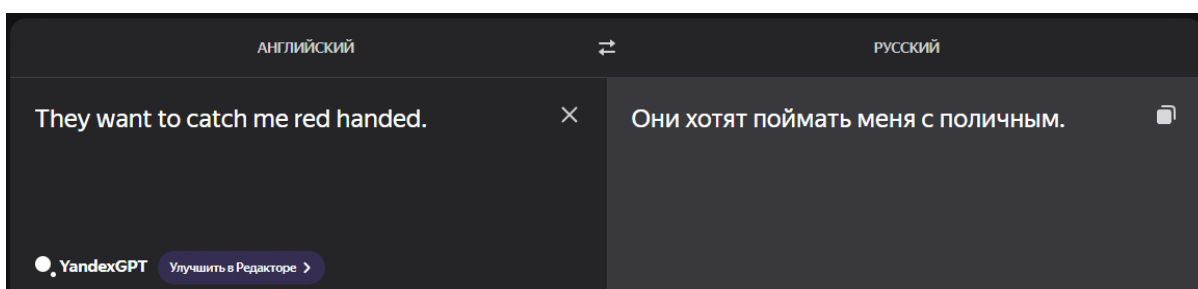 АНГЛИЙСКИЙ
РУССКИЙ
They want to catch me red handed.
Они хотят поймать меня с поличным.
YandexGPT
Улучшить в Редакторе